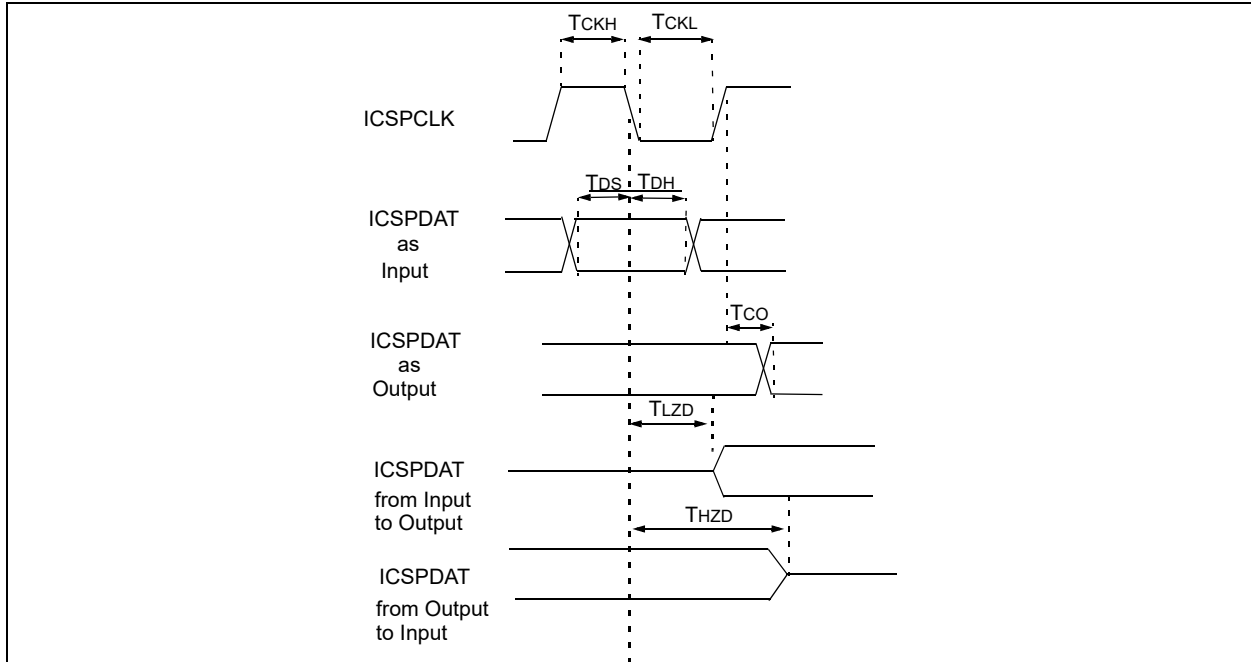 TCKH
TCKL
ICSPCLK
TDS
TDH
ICSPDAT
as
Input
TCO
ICSPDAT
as
Output
TLZD
ICSPDAT
from Input
to Output
THZD
ICSPDAT
from Output
to Input